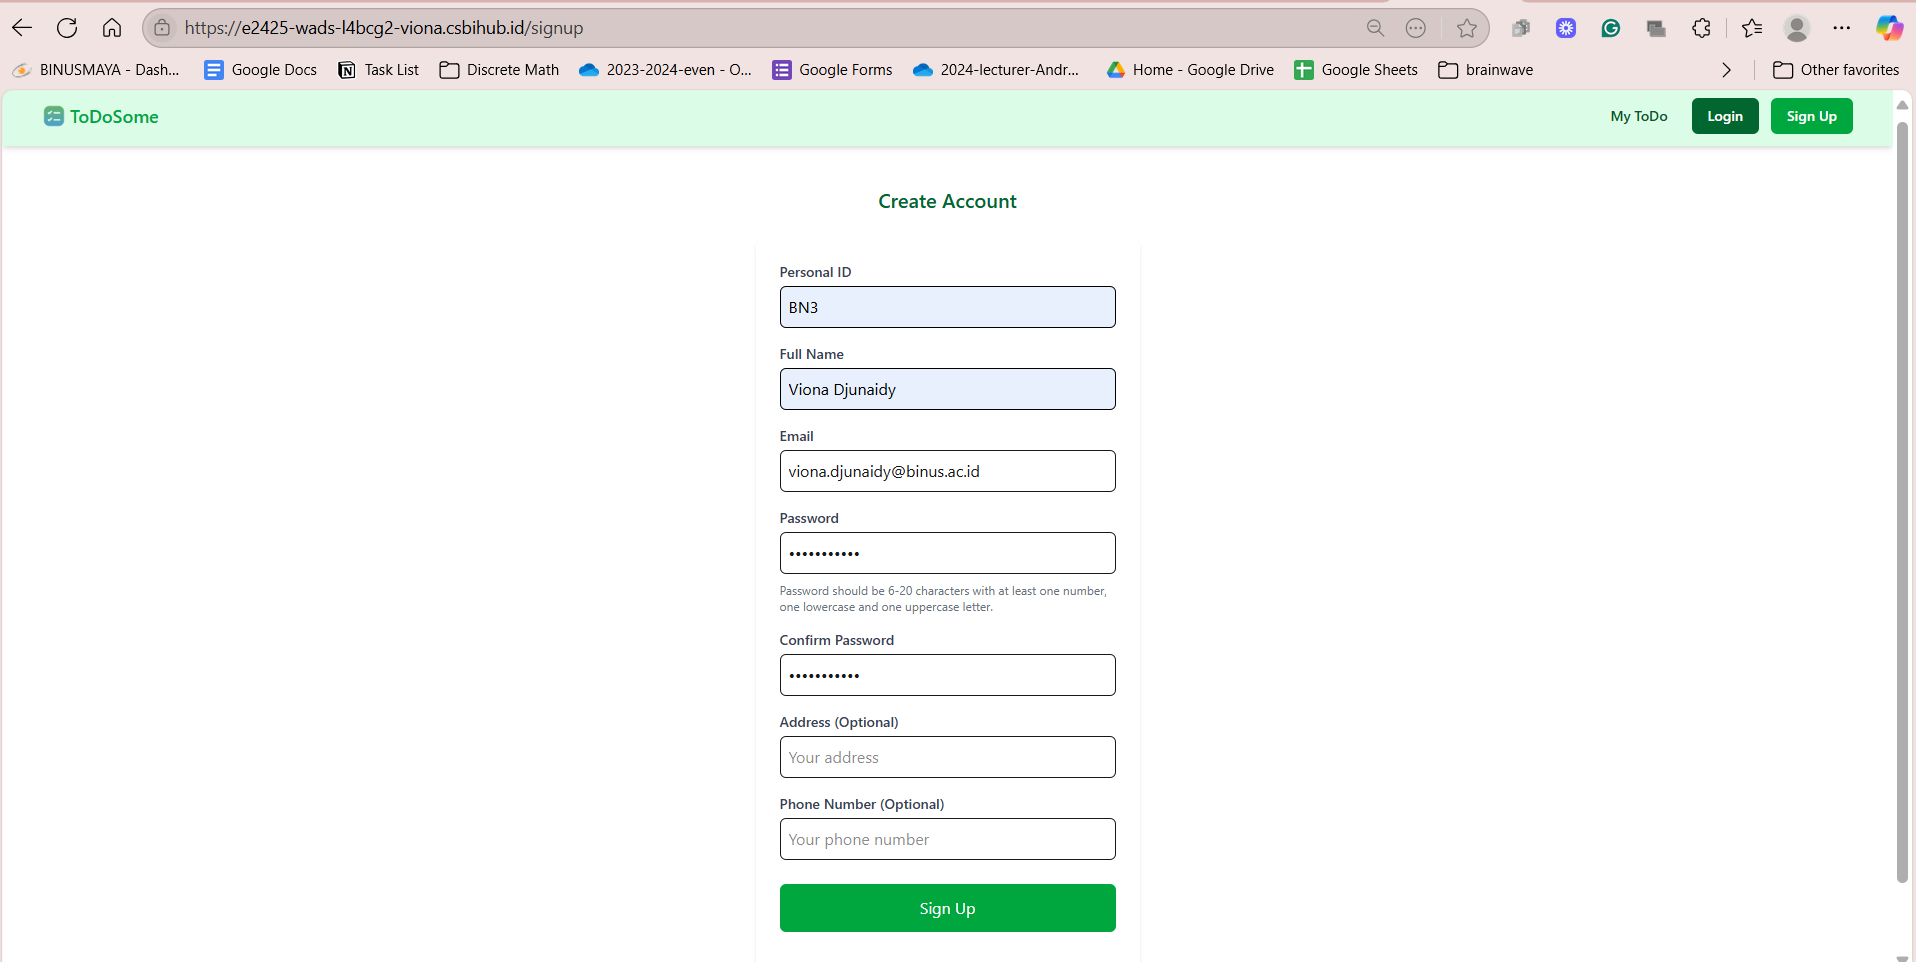 https://e2425-wads-l4bcg2-viona.csbihub.id/signup
BINUSMAYA - Dash... Google Docs Task List Discrete Math 2023-2024-even - O... Google Forms 2024-lecturer-Andr... Home - Google Drive Google Sheets brainwave Other favorites
ToDoSome My ToDo Login Sign Up
Create Account
Personal ID
BN3
Full Name
Viona Djunaidy
Email
viona.djunaidy@binus.ac.id
Password
•••••••••••
Password should be 6-20 characters with at least one number,
one lowercase and one uppercase letter.
Confirm Password
•••••••••••
Address (Optional)
Your address
Phone Number (Optional)
Your phone number
Sign Up